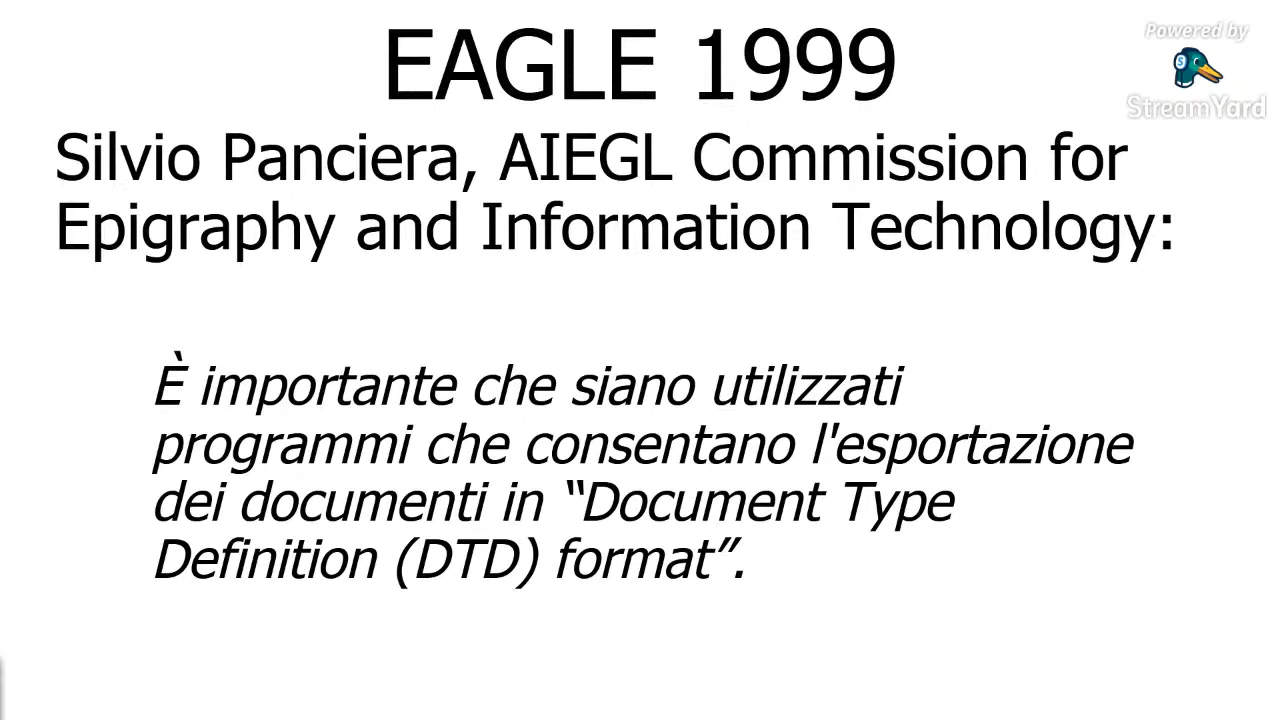 EAGLE 1999
Powered by
StreamYard
Silvio Panciera, AIEGL Commission for
Epigraphy and Information Technology:
È importante che siano utilizzati
programmi che consentano l'esportazione
dei documenti in “Document Type
Definition (DTD) format”.